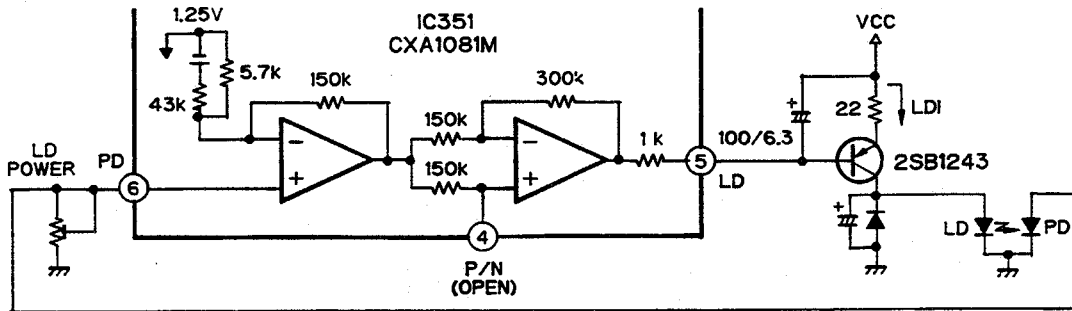 1.25V
IC351
CXA1081M
VCC
5.7k
43k
150k
300k
150k
150k
1k
22
LDI
100/6.3
2SB1243
LD
POWER
PD
6
5
LD
−
+
−
+
+
+
4
P/N
(OPEN)
LD
PD